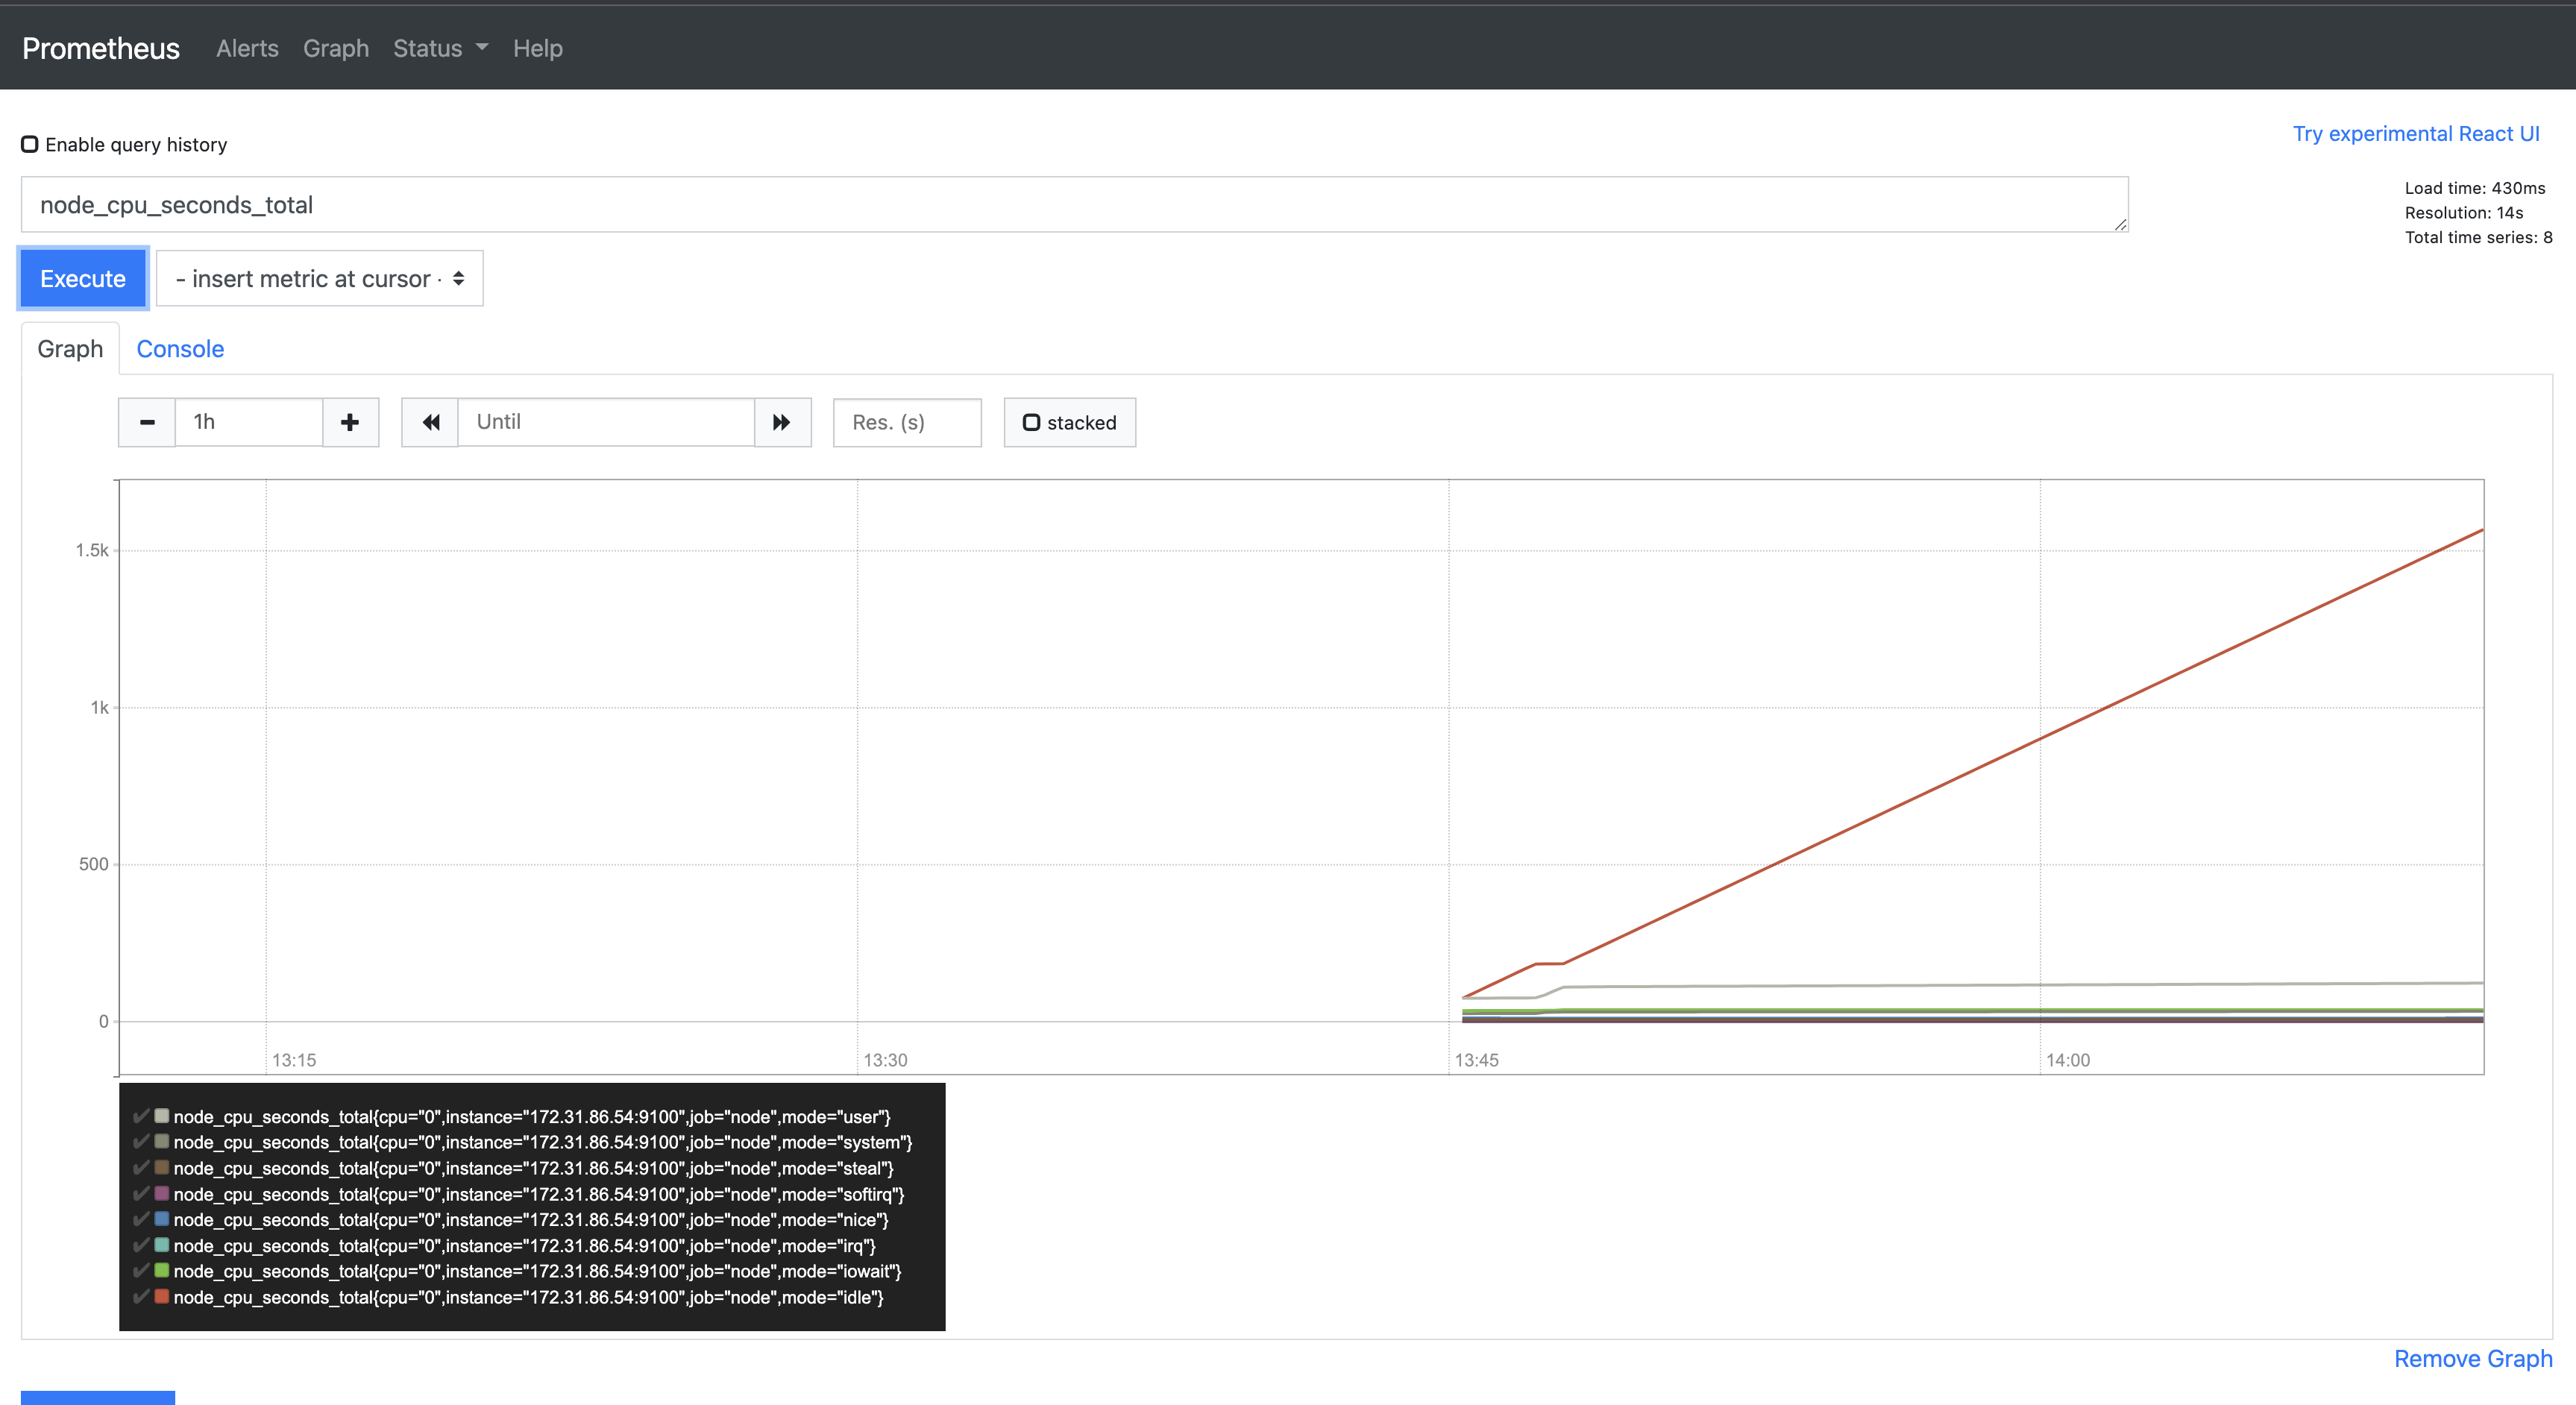 Prometheus Alerts Graph Status Help
Enable query history
Try experimental React UI
node_cpu_seconds_total
Load time: 430ms
Resolution: 14s
Total time series: 8
Execute
- insert metric at cursor -
Graph Console
1h
Until
Res. (s)
stacked
1.5k
1k
500
0
13:15 13:30 13:45 14:00
node_cpu_seconds_total{cpu="0",instance="172.31.86.54:9100",job="node",mode="user"}
node_cpu_seconds_total{cpu="0",instance="172.31.86.54:9100",job="node",mode="system"}
node_cpu_seconds_total{cpu="0",instance="172.31.86.54:9100",job="node",mode="steal"}
node_cpu_seconds_total{cpu="0",instance="172.31.86.54:9100",job="node",mode="softirq"}
node_cpu_seconds_total{cpu="0",instance="172.31.86.54:9100",job="node",mode="nice"}
node_cpu_seconds_total{cpu="0",instance="172.31.86.54:9100",job="node",mode="irq"}
node_cpu_seconds_total{cpu="0",instance="172.31.86.54:9100",job="node",mode="iowait"}
node_cpu_seconds_total{cpu="0",instance="172.31.86.54:9100",job="node",mode="idle"}
Remove Graph